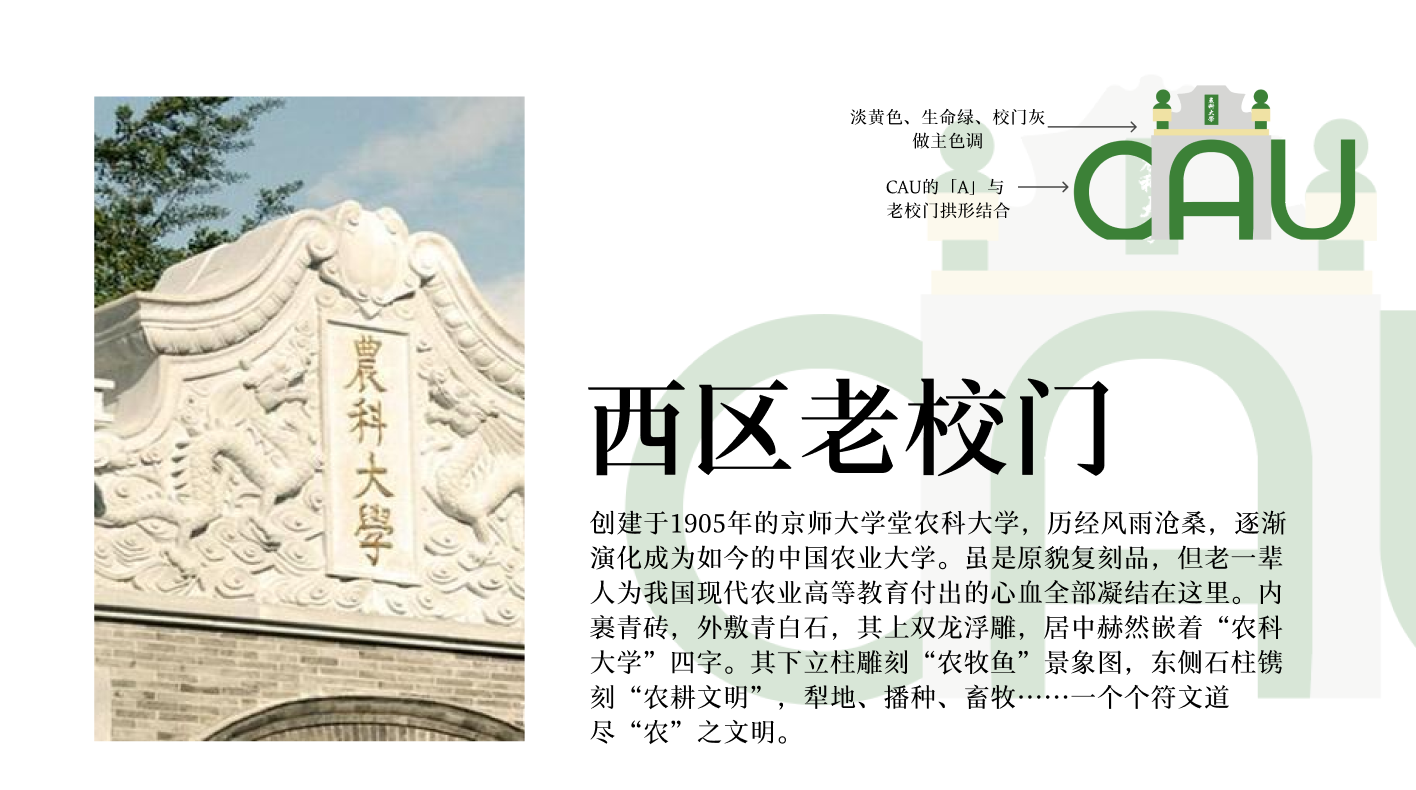 農科大學
淡黄色、生命绿、校门灰
做主色调
CAU的「A」与
老校门拱形结合
農科大學
CAU
西区老校门
创建于1905年的京师大学堂农科大学，历经风雨沧桑，逐渐
演化成为如今的中国农业大学。虽是原貌复刻品，但老一辈
人为我国现代农业高等教育付出的心血全部凝结在这里。内
裹青砖，外敷青白石，其上双龙浮雕，居中赫然嵌着“农科
大学”四字。其下立柱雕刻“农牧鱼”景象图，东侧石柱镌
刻“农耕文明”，犁地、播种、畜牧……一个个符文道
尽“农”之文明。